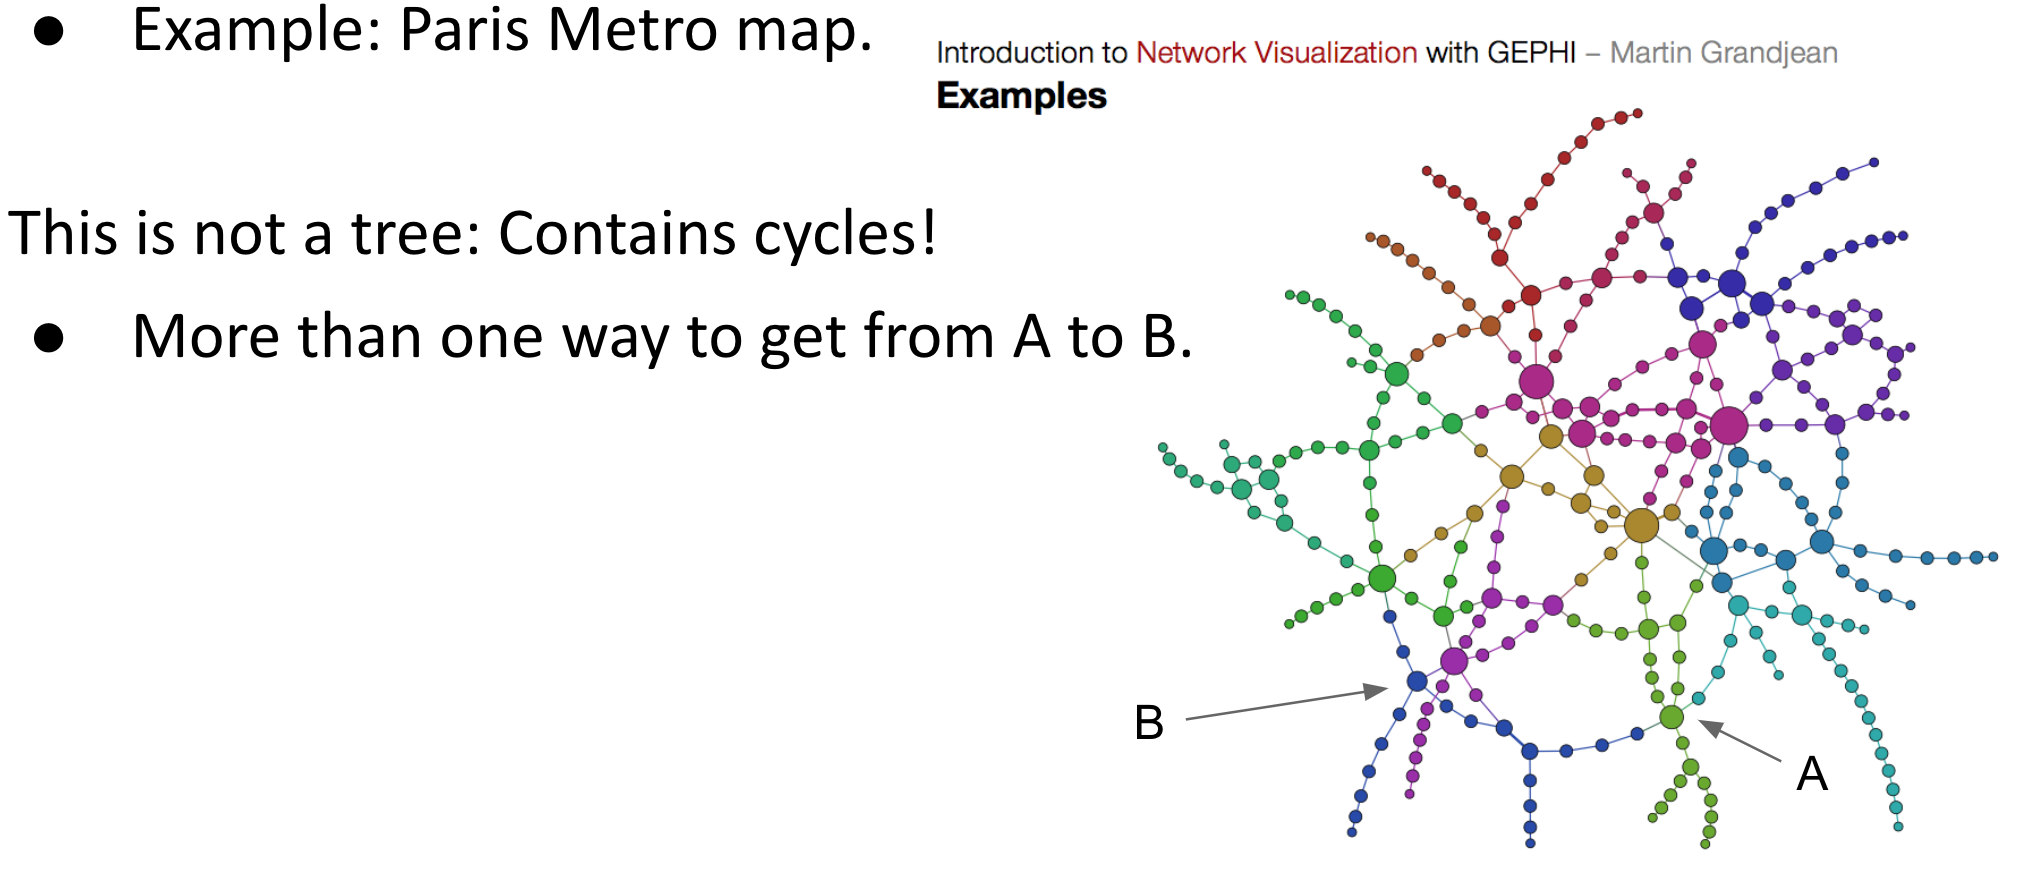 ● Example: Paris Metro map.
Introduction to Network Visualization with GEPHI – Martin Grandjean
Examples
This is not a tree: Contains cycles!
● More than one way to get from A to B.
B
A